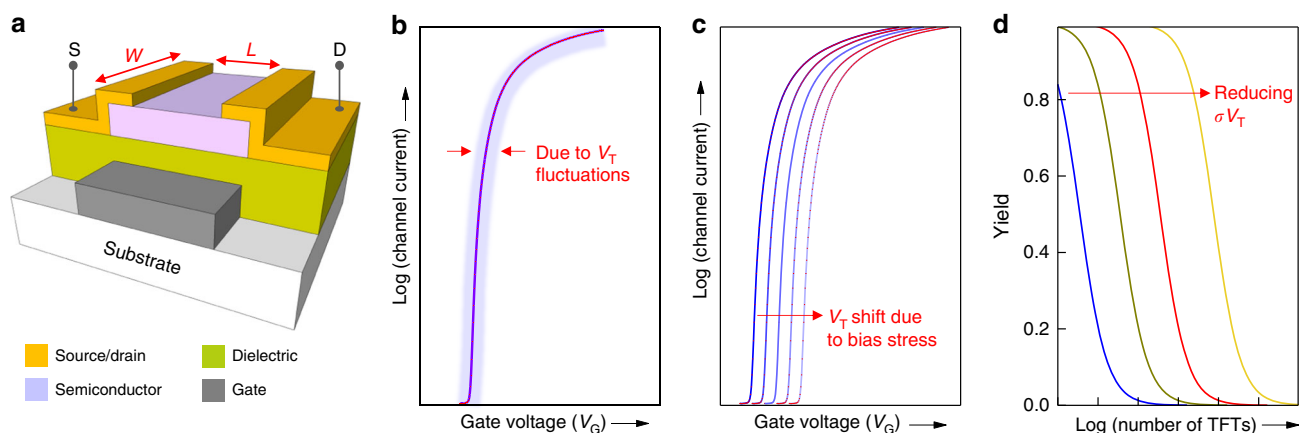 a
S
D
W
L
Substrate
Source/drain
Dielectric
Semiconductor
Gate
b
Log (channel current)
Due to VT
fluctuations
Gate voltage (VG)
c
Log (channel current)
VT shift due
to bias stress
Gate voltage (VG)
d
Yield
0.8
0.6
0.4
0.2
0.0
Reducing
σVT
Log (number of TFTs)